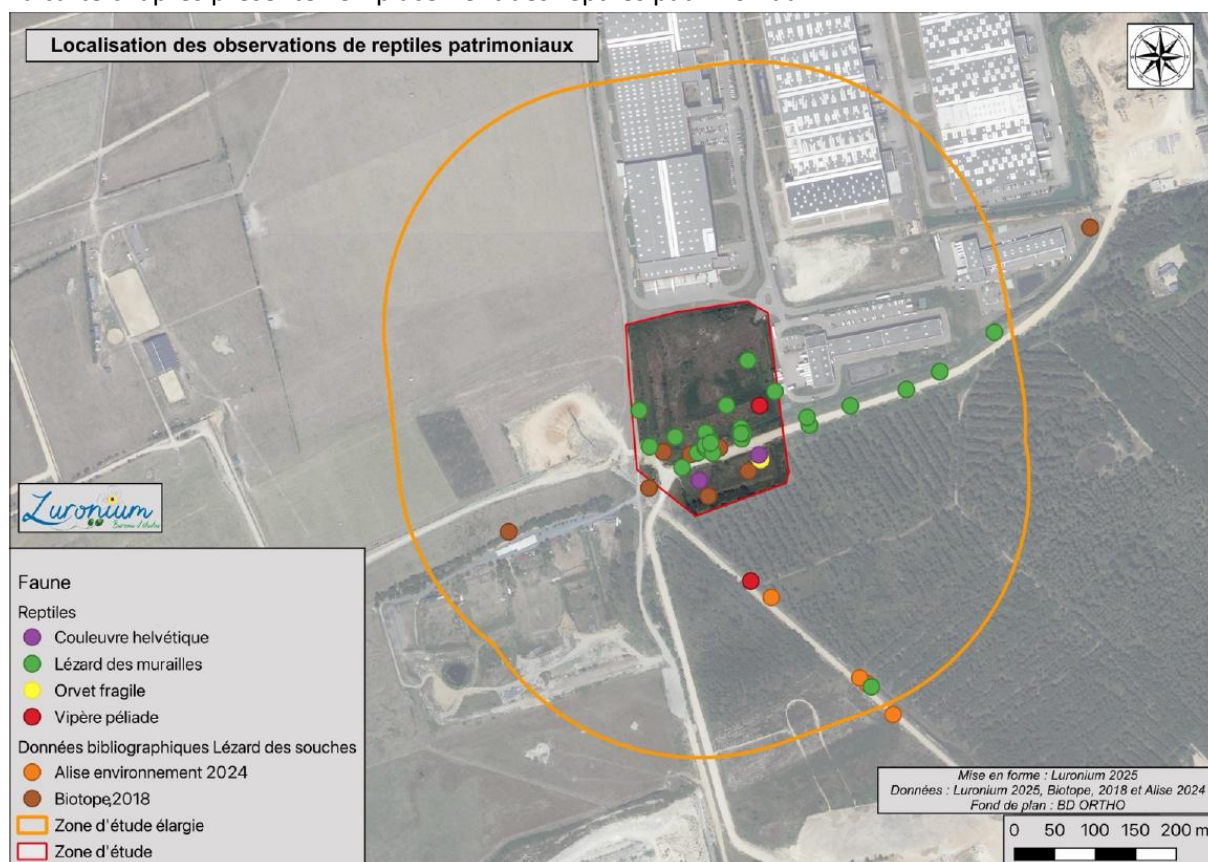 Localisation des observations de reptiles patrimoniaux
Luronium
Bureau d'études
Faune
Reptiles
Couleuvre helvétique
Lézard des murailles
Orvet fragile
Vipère péliade
Données bibliographiques Lézard des souches
Alise environnement 2024
Biotope,2018
Zone d'étude élargie
Zone d'étude
Mise en forme : Luronium 2025
Données : Luronium 2025, Biotope, 2018 et Alise 2024
Fond de plan : BD ORTHO
0 50 100 150 200 m